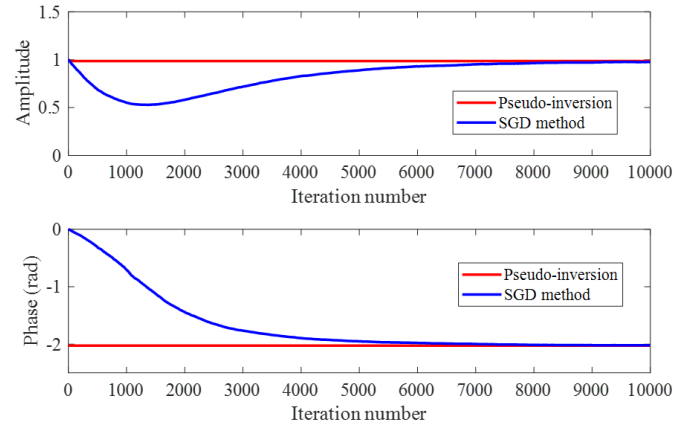 1.5
1
0.5
0
Amplitude
Pseudo-inversion
SGD method
0 1000 2000 3000 4000 5000 6000 7000 8000 9000 10000
Iteration number
0
-1
-2
Phase (rad)
Pseudo-inversion
SGD method
0 1000 2000 3000 4000 5000 6000 7000 8000 9000 10000
Iteration number